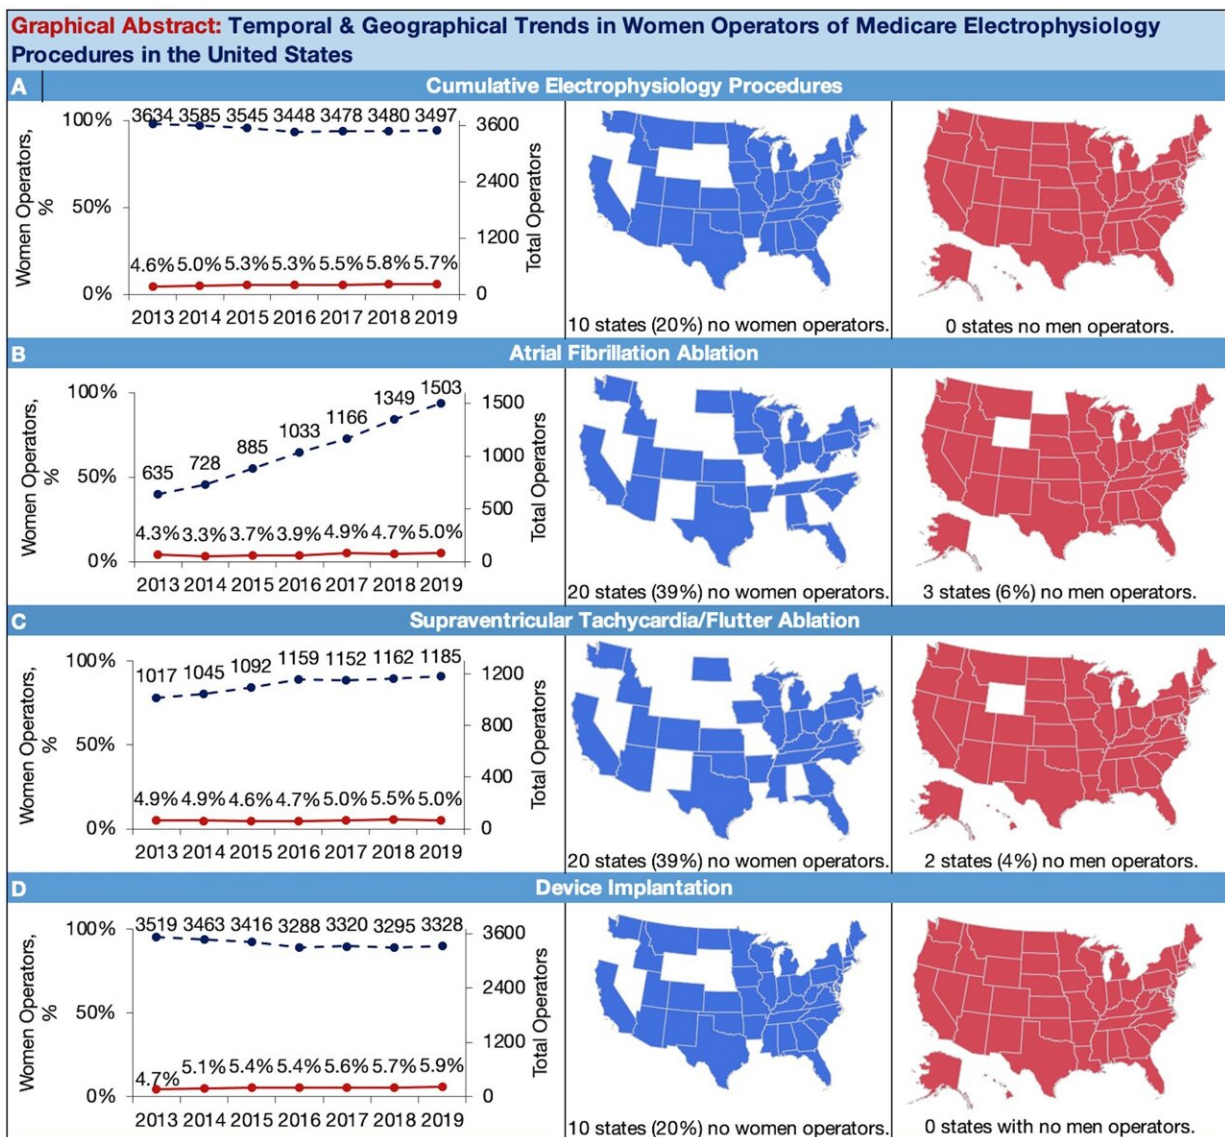 Graphical Abstract: Temporal & Geographical Trends in Women Operators of Medicare Electrophysiology
Procedures in the United States
A
Cumulative Electrophysiology Procedures
100%
50%
0%
Women Operators,
%
3634 3585 3545 3448 3478 3480 3497
4.6% 5.0% 5.3% 5.3% 5.5% 5.8% 5.7%
2013 2014 2015 2016 2017 2018 2019
3600
2400
1200
0
Total Operators
10 states (20%) no women operators.
0 states no men operators.
B
Atrial Fibrillation Ablation
100%
50%
0%
Women Operators,
%
635 728 885 1033 1166 1349 1503
4.3% 3.3% 3.7% 3.9% 4.9% 4.7% 5.0%
2013 2014 2015 2016 2017 2018 2019
1500
1000
500
0
Total Operators
20 states (39%) no women operators.
3 states (6%) no men operators.
C
Supraventricular Tachycardia/Flutter Ablation
100%
50%
0%
Women Operators,
%
1017 1045 1092 1159 1152 1162 1185
4.9% 4.9% 4.6% 4.7% 5.0% 5.5% 5.0%
2013 2014 2015 2016 2017 2018 2019
1200
800
400
0
Total Operators
20 states (39%) no women operators.
2 states (4%) no men operators.
D
Device Implantation
100%
50%
0%
Women Operators,
%
3519 3463 3416 3288 3320 3295 3328
4.7% 5.1% 5.4% 5.4% 5.6% 5.7% 5.9%
2013 2014 2015 2016 2017 2018 2019
3600
2400
1200
0
Total Operators
10 states (20%) no women operators.
0 states with no men operators.